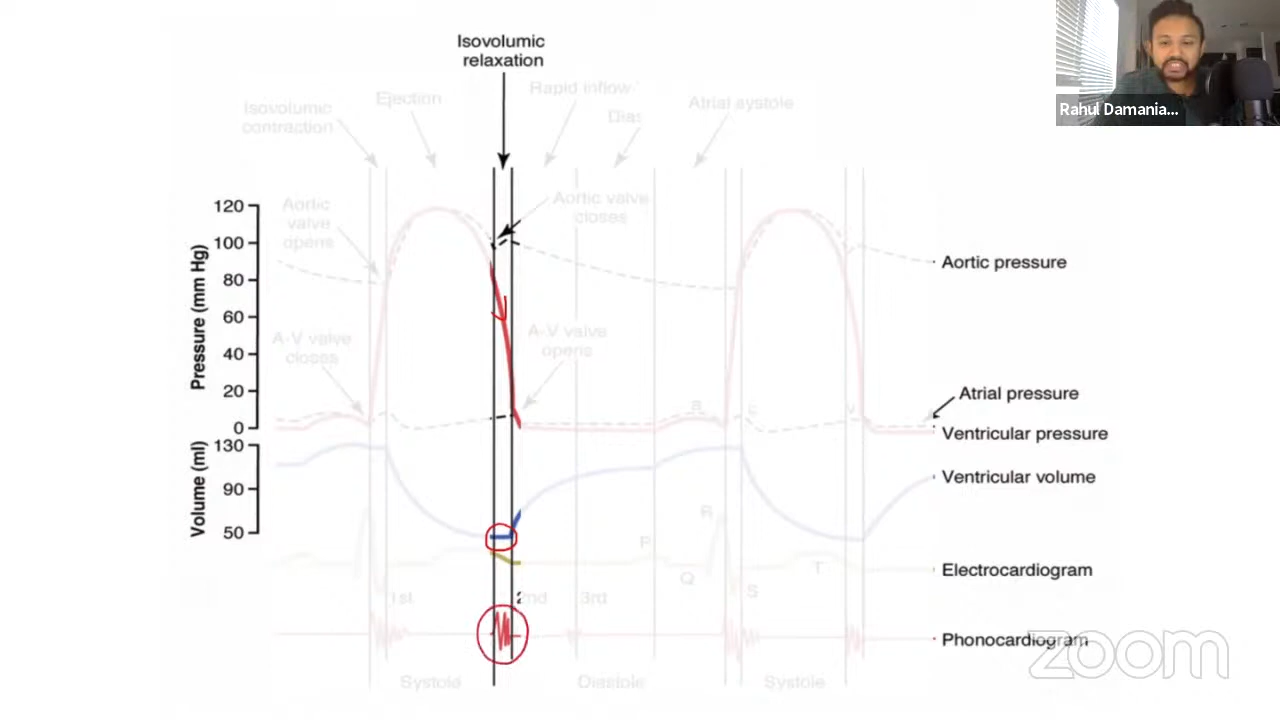 Isovolumic
relaxation
Rahul Damania...
Isovolumic
contraction
Ejection
Rapid inflow
Dias
Atrial systole
Aortic
valve
opens
Aortic valve
closes
A-V valve
closes
A-V valve
opens
Pressure (mm Hg)
120
100
80
60
40
20
0
Volume (ml)
130
90
50
Aortic pressure
Atrial pressure
Ventricular pressure
Ventricular volume
Electrocardiogram
Phonocardiogram
a
c
v
R
P
Q
S
T
1st
2nd
3rd
Systole
Diastole
Systole
zoom